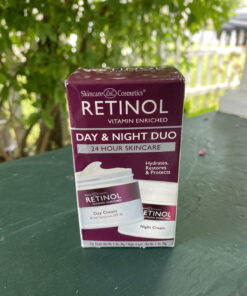 Skincare LdeL Cosmetics®
RETINOL
VITAMIN ENRICHED
DAY & NIGHT DUO
24 HOUR SKINCARE
Hydrates,
Restores
& Protects
RETINOL
Day Cream
RETINOL
Night Cream